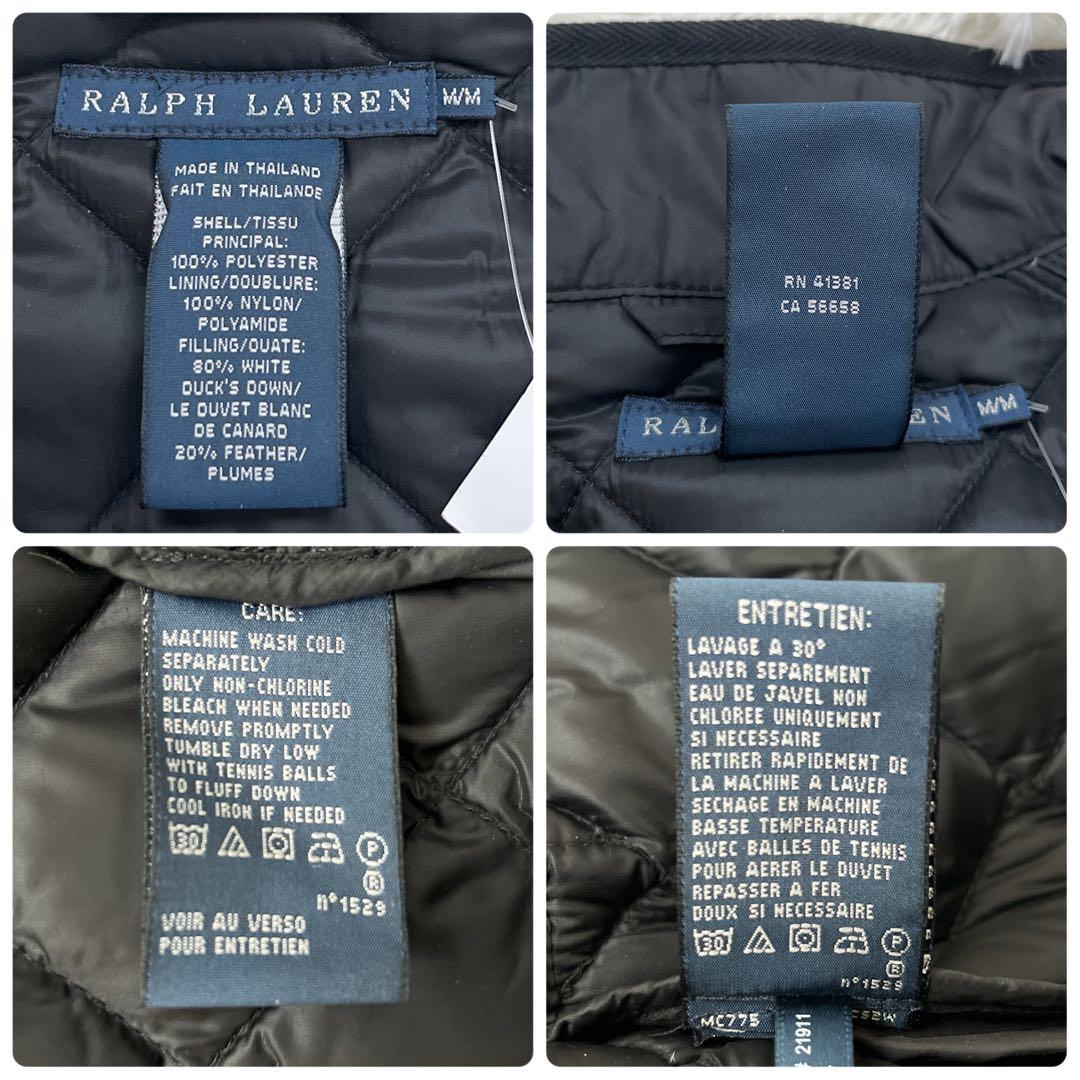 RALPH LAUREN M/M
MADE IN THAILAND
FAIT EN THAILANDE
SHELL/TISSU
PRINCIPAL:
100% POLYESTER
LINING/DOUBLURE:
100% NYLON/
POLYAMIDE
FILLING/OUATE:
80% WHITE
DUCK'S DOWN/
LE DUVET BLANC
DE CANARD
20% FEATHER/
PLUMES
RN 41381
CA 56658
RAL EN M/M
CARE:
MACHINE WASH COLD
SEPARATELY
ONLY NON-CHLORINE
BLEACH WHEN NEEDED
REMOVE PROMPTLY
TUMBLE DRY LOW
WITH TENNIS BALLS
TO FLUFF DOWN
COOL IRON IF NEEDED
30 P
R
n°1529
VOIR AU VERSO
POUR ENTRETIEN
ENTRETIEN:
LAVAGE A 30°
LAVER SEPAREMENT
EAU DE JAVEL NON
CHLOREE UNIQUEMENT
SI NECESSAIRE
RETIRER RAPIDEMENT DE
LA MACHINE A LAVER
SECHAGE EN MACHINE
BASSE TEMPERATURE
AVEC BALLES DE TENNIS
POUR AERER LE DUVET
REPASSER A FER
DOUX SI NECESSAIRE
30 P
R
n°1529
MC775
21911